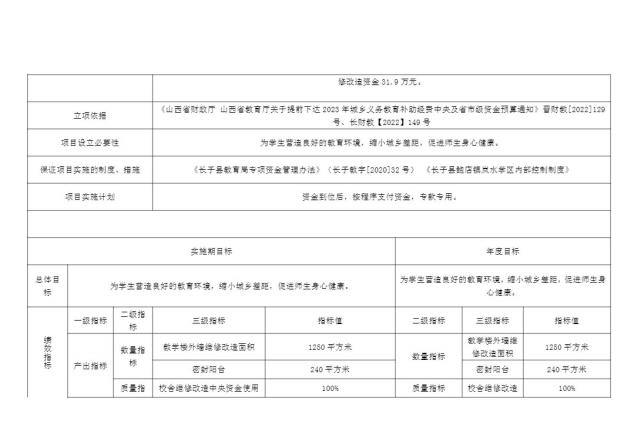 修改造资金 31.9 万元。
立项依据
《山西省财政厅 山西省教育厅关于提前下达 2023 年城乡义务教育补助经费中央及省市级资金预算通知》晋财教[2022]129
号、长财教【2022】149 号
项目设立必要性
为学生营造良好的教育环境，缩小城乡差距，促进师生身心健康。
保证项目实施的制度、措施
《长子县教育局专项资金管理办法》（长子教字[2020]32 号） 《长子县鲍店镇岚水学区内部控制制度》
项目实施计划
资金到位后，按程序支付资金，专款专用。
实施期目标
年度目标
总体目
标
为学生营造良好的教育环境，缩小城乡差距，促进师生身心健康。
为学生营造良好的教育环境，缩小城乡差距，促进师生身
心健康。
绩
效
指
标
一级指标
二级指
标
三级指标
指标值
二级指标
三级指标
指标值
产出指标
数量指
标
教学楼外墙维修改造面积
1250 平方米
数量指标
教学楼外墙维
修改造面积
1250 平方米
密封阳台
240 平方米
密封阳台
240 平方米
质量指
校舍维修改造中央资金使用
100%
质量指标
校舍维修改造
100%